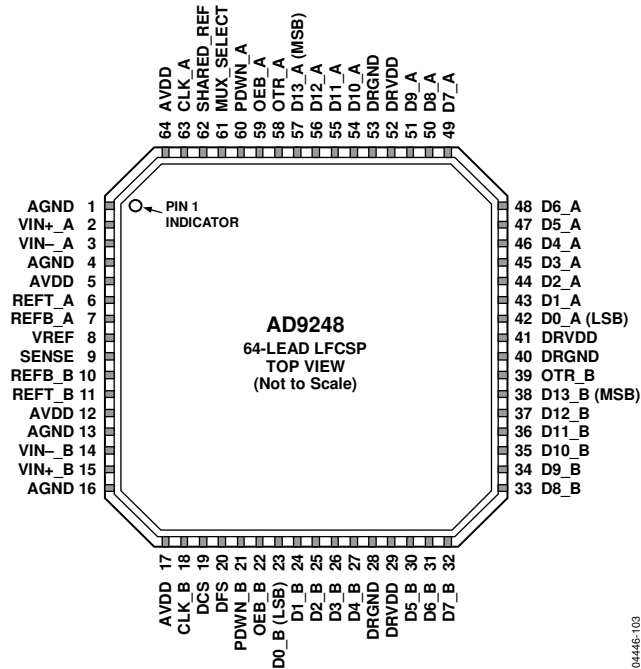 64 AVDD
63 CLK_A
62 SHARED_REF
61 MUX_SELECT
60 PDWN_A
59 OEB_A
58 OTR_A
57 D13_A (MSB)
56 D12_A
55 D11_A
54 D10_A
53 DRGND
52 DRVDD
51 D9_A
50 D8_A
49 D7_A
AGND 1
VIN+_A 2
VIN–_A 3
AGND 4
AVDD 5
REFT_A 6
REFB_A 7
VREF 8
SENSE 9
REFB_B 10
REFT_B 11
AVDD 12
AGND 13
VIN–_B 14
VIN+_B 15
AGND 16
PIN 1
INDICATOR
AD9248
64-LEAD LFCSP
TOP VIEW
(Not to Scale)
48 D6_A
47 D5_A
46 D4_A
45 D3_A
44 D2_A
43 D1_A
42 D0_A (LSB)
41 DRVDD
40 DRGND
39 OTR_B
38 D13_B (MSB)
37 D12_B
36 D11_B
35 D10_B
34 D9_B
33 D8_B
AVDD 17
CLK_B 18
DCS 19
DFS 20
PDWN_B 21
OEB_B 22
D0_B (LSB) 23
D1_B 24
D2_B 25
D3_B 26
D4_B 27
DRGND 28
DRVDD 29
D5_B 30
D6_B 31
D7_B 32
04446-103